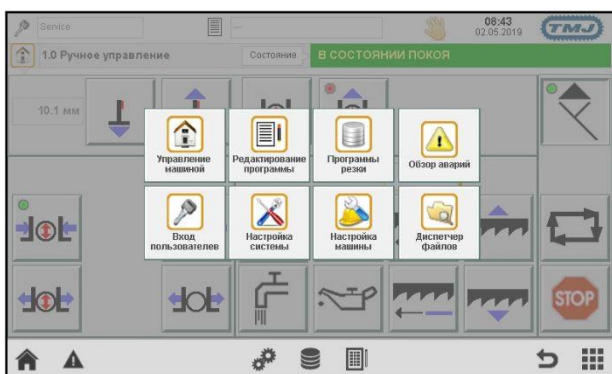 Service
—
08:43
02.05.2019
TMJ
1.0 Ручное управление
Состояние
В СОСТОЯНИИ ПОКОЯ
10.1 мм
Управление
машиной
Редактирование
программы
Программы
резки
Обзор аварий
Вход
пользователей
Настройка
системы
Настройка
машины
Диспетчер
файлов
STOP